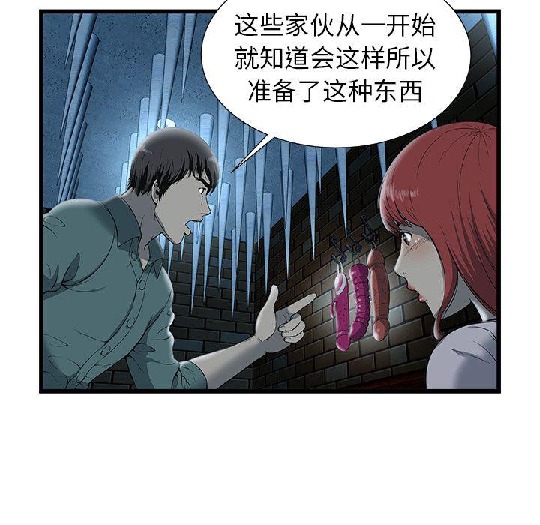 这些家伙从一开始
就知道会这样所以
准备了这种东西